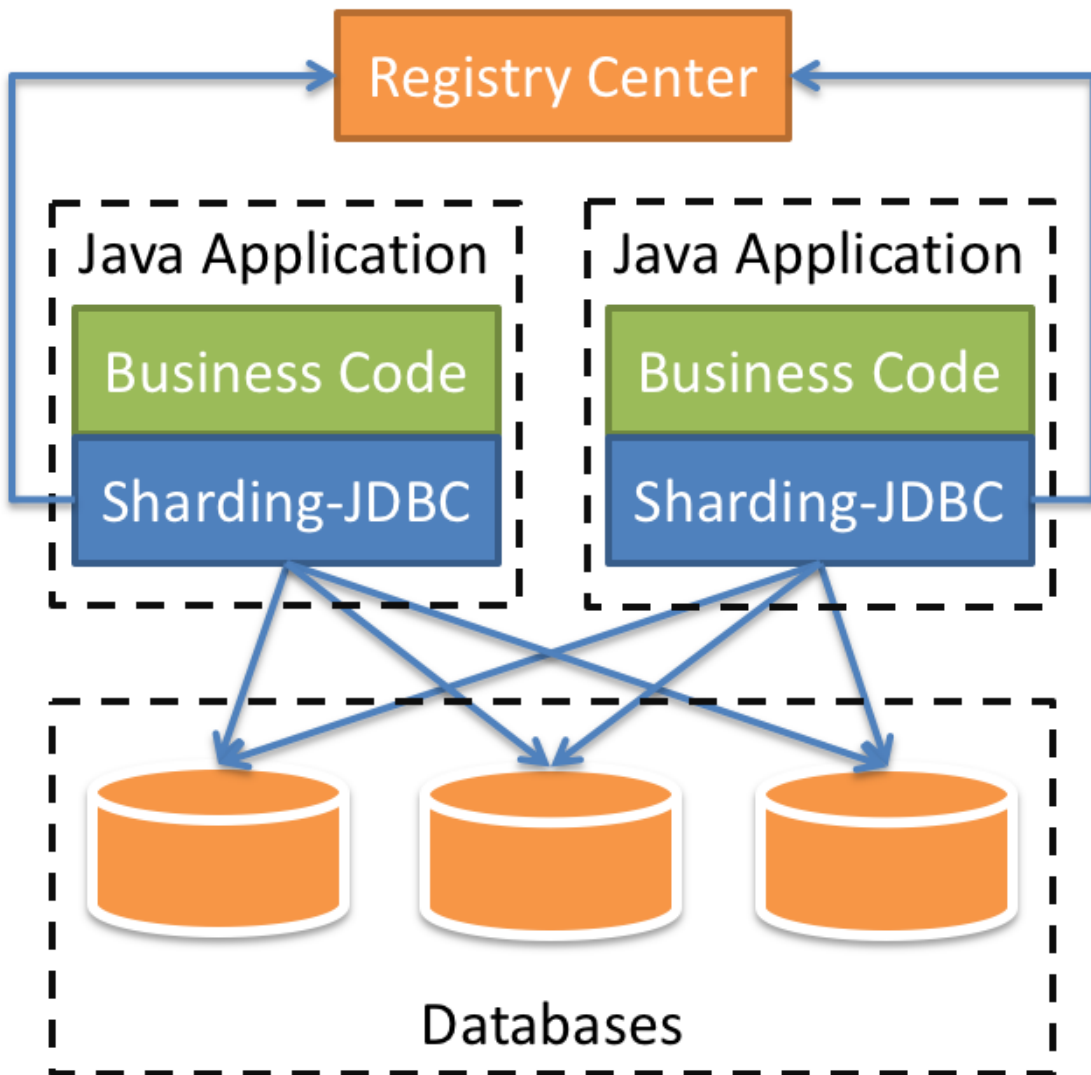 Registry Center
Java Application
Business Code
Sharding-JDBC
Java Application
Business Code
Sharding-JDBC
Databases